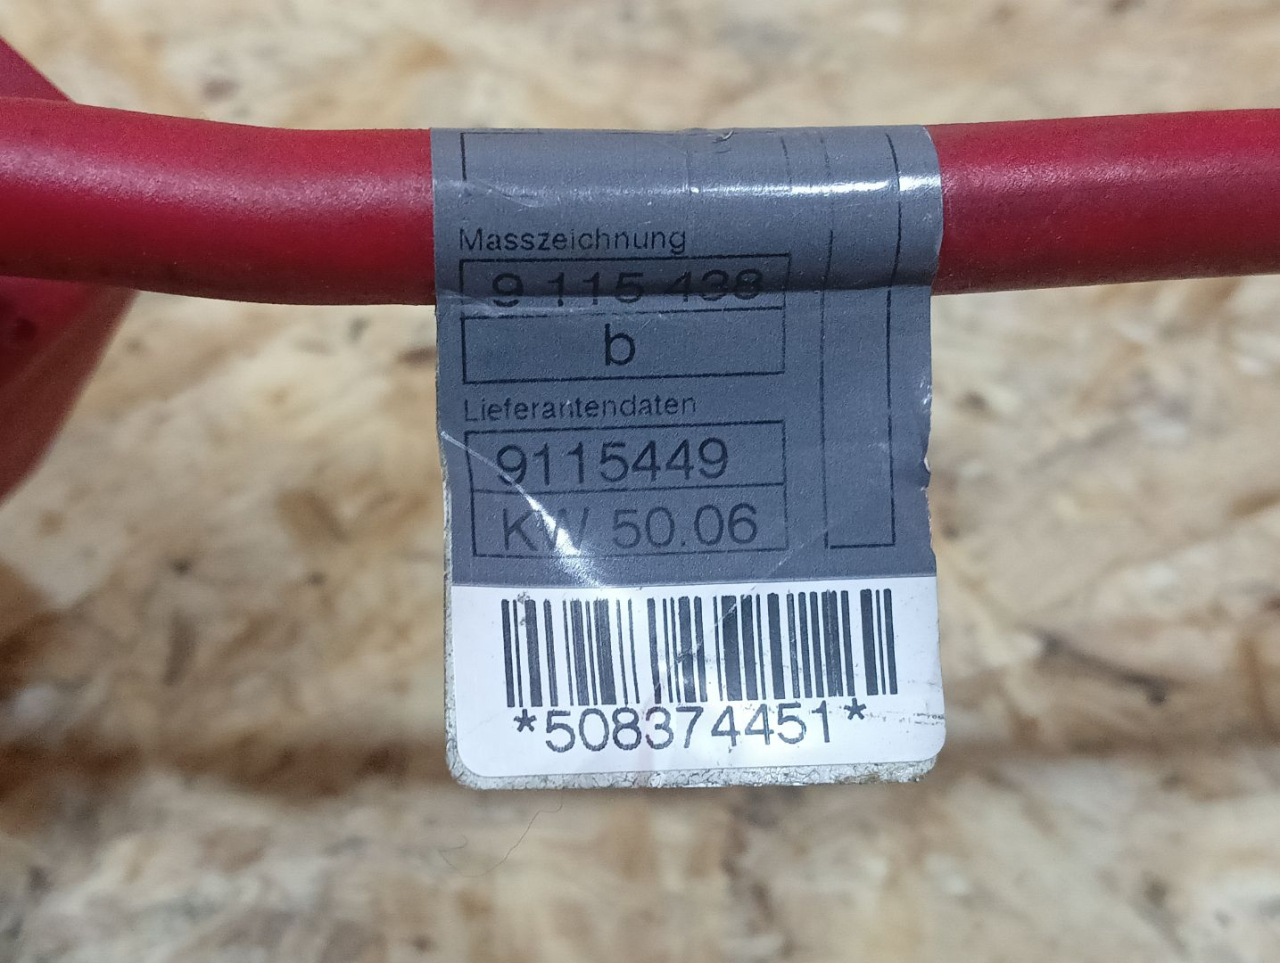 Masszeichnung
9 115 438
b
Lieferantendaten
9115449
KW 50.06
*508374451*